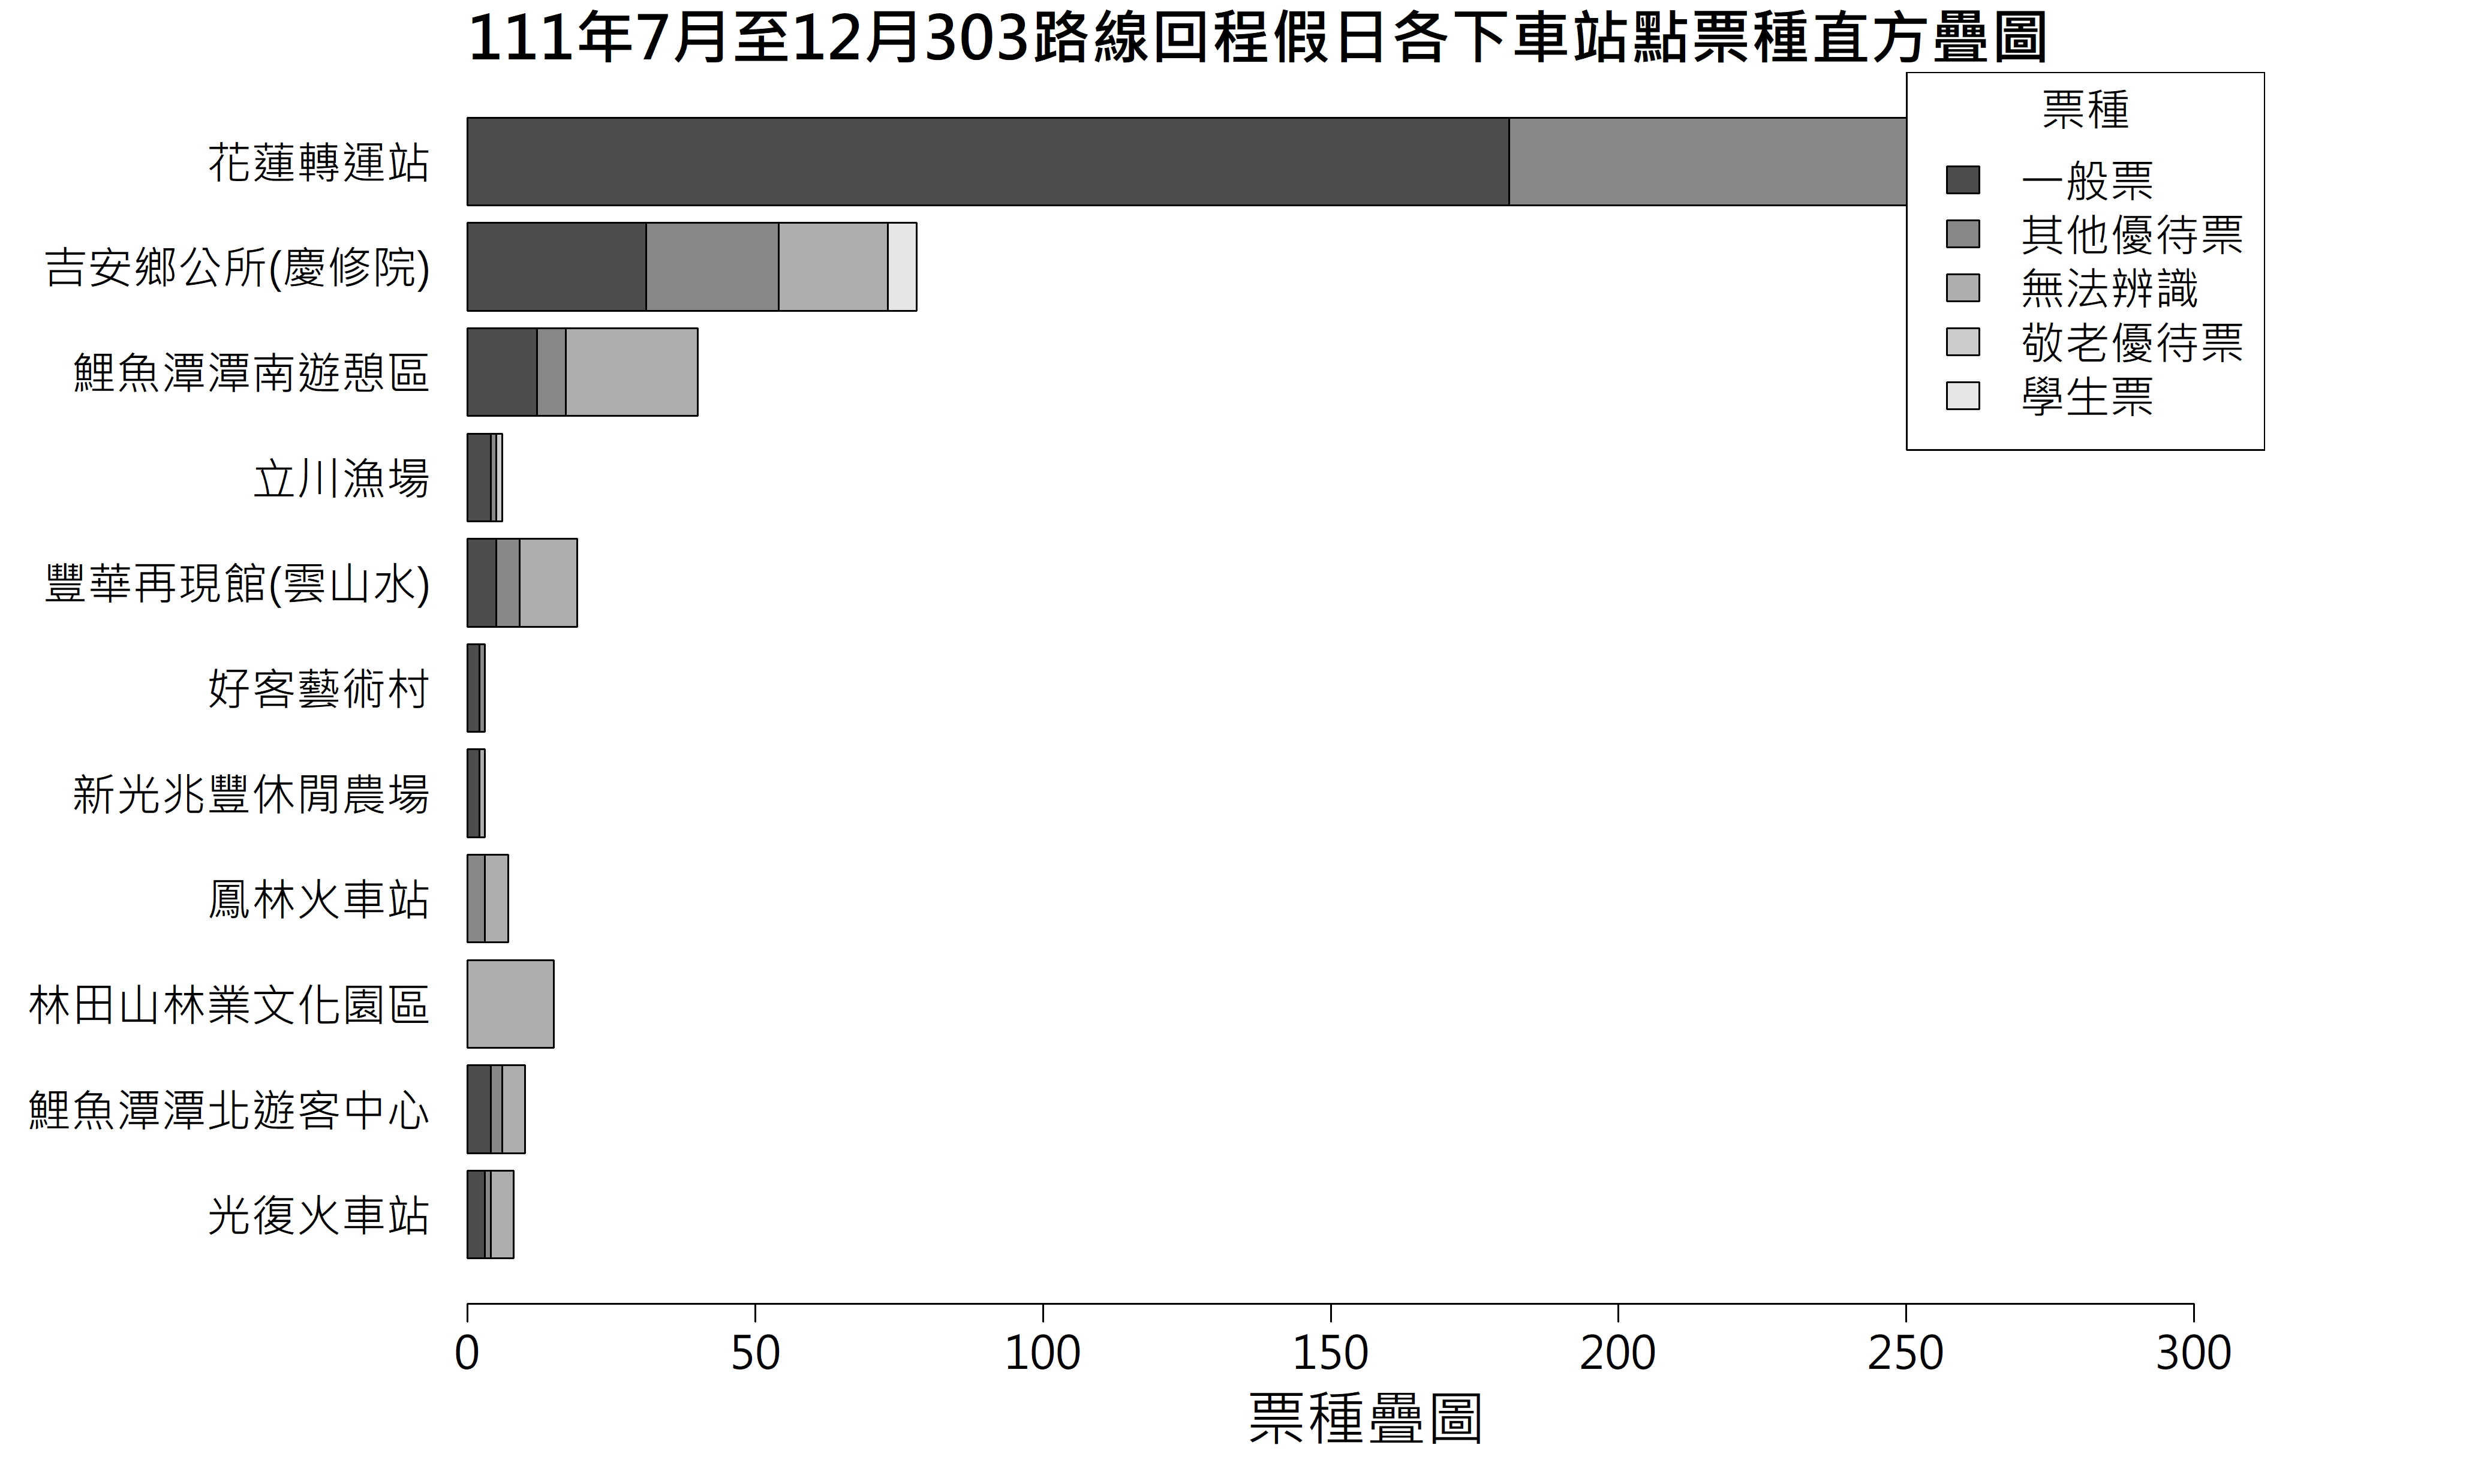 111年7月至12月303路線回程假日各下車站點票種直方疊圖
票種
一般票
其他優待票
無法辨識
敬老優待票
學生票
花蓮轉運站
吉安鄉公所(慶修院)
鯉魚潭潭南遊憩區
立川漁場
豐華再現館(雲山水)
好客藝術村
新光兆豐休閒農場
鳳林火車站
林田山林業文化園區
鯉魚潭潭北遊客中心
光復火車站
0 50 100 150 200 250 300
票種疊圖